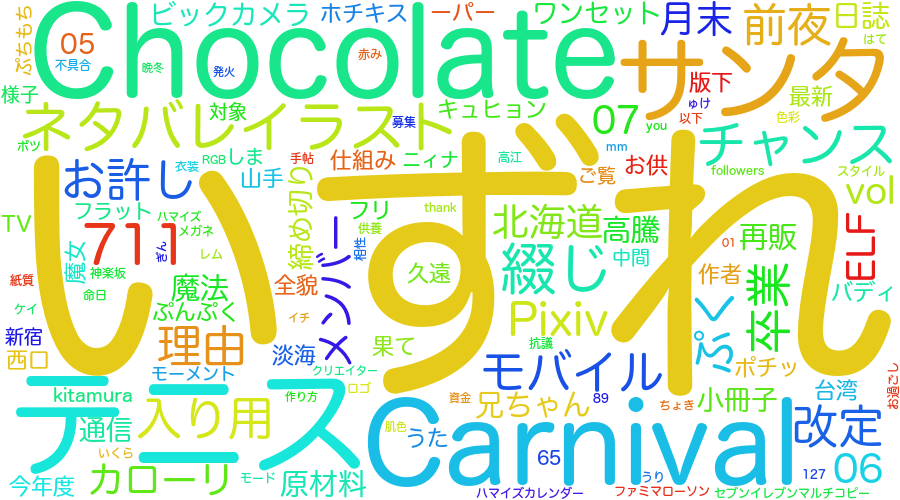 ぷちもち
05
不具合
Chocolate
晩冬
ビックカメラ
発火
ホチキス
赤み
ーパー
ワンセット
月末
前夜
日誌
はて
サンタ
版下
ゅけ
以下
最新
色彩
様子
ボツ
ネタバレイラスト
対象
募集
キュヒョン
07
you
チャンス
mm
RGB
しま
衣装
お許し
山手
手帖
仕組み
ニィナ
高江
ご覧
お供
followers
スタイル
vol
TV
フラット
ハマイズ
メガネ
711
ぎん
レム
締め切り
フリ
供養
相性
thank
いずれ
北海道
高騰
中間
綴じ
01
再販
ELF
紙質
魔女
神楽坂
命日
魔法
ぷんぷく
全貌
イチ
メンバー
久遠
作者
バディ
卒業
ケイ
新宿
西口
理由
淡海
果て
Pixiv
抗議
ぷく
ポチッ
モーメント
クリエイター
モバイル
お過ごし
テニス
kitamura
通信
入り用
作り方
ロゴ
Carnival
資金
兄ちゃん
89
ちょき
小冊子
台湾
改定
いくら
肌色
うた
65
うり
127
06
今年度
カローリ
モード
原材料
ハマイズカレンダー
ファミマローソン
セブンイレブンマルチコピー